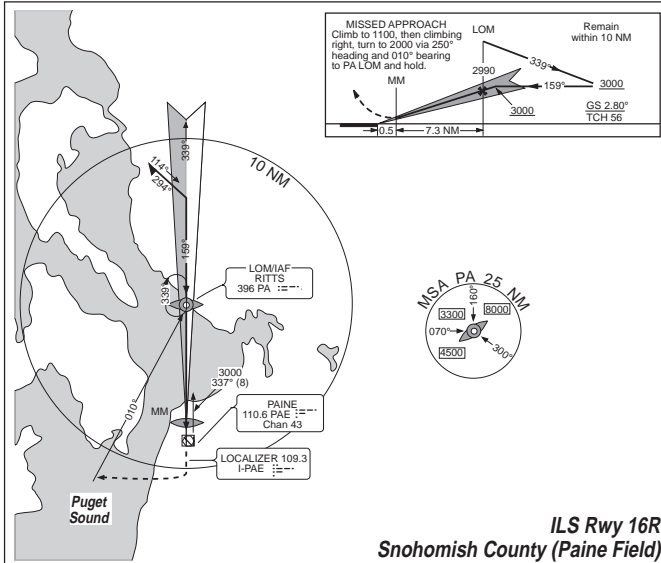 MISSED APPROACH
Climb to 1100, then climbing
right, turn to 2000 via 250°
heading and 010° bearing
to PA LOM and hold.
LOM
Remain
within 10 NM
339°
MM
2990
159°
3000
3000
GS 2.80°
TCH 56
0.5
7.3 NM
339°
10 NM
114°
294°
159°
LOM/IAF
RITTS
396 PA
339°
MSA PA 25 NM
160°
3300
8000
070°
4500
300°
3000
337° (8)
010°
MM
PAINE
110.6 PAE
Chan 43
LOCALIZER 109.3
I-PAE
Puget
Sound
ILS Rwy 16R
Snohomish County (Paine Field)